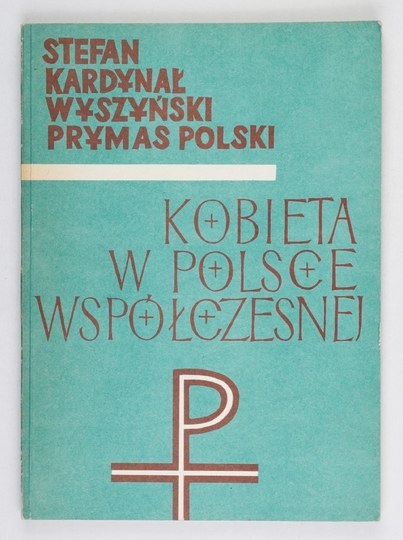 STEFAN
KARDYNAŁ
WYSZYŃSKI
PRYMAS POLSKI
KOBIETA
W POLSCE
WSPÓŁCZESNEJ